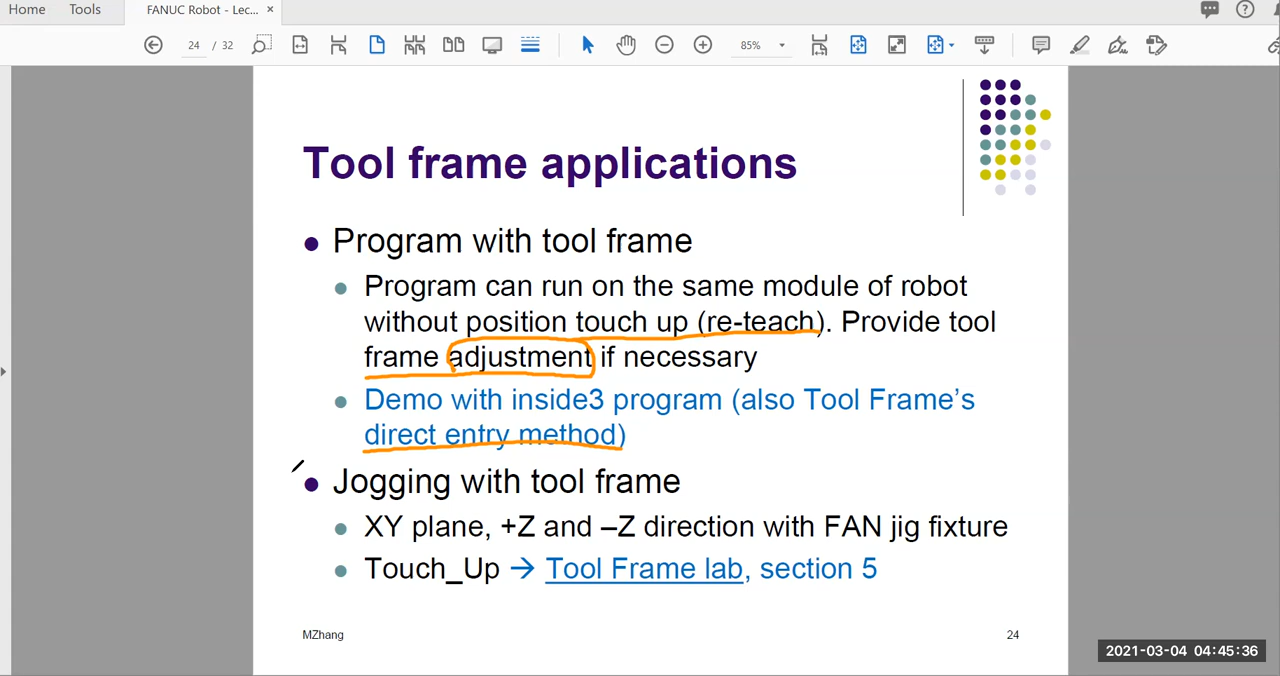 Home Tools FANUC Robot - Lec... ×
24 / 32 85%
Tool frame applications
Program with tool frame
Program can run on the same module of robot
without position touch up (re-teach). Provide tool
frame adjustment if necessary
Demo with inside3 program (also Tool Frame's
direct entry method)
Jogging with tool frame
XY plane, +Z and –Z direction with FAN jig fixture
Touch_Up → Tool Frame lab, section 5
MZhang 24
2021-03-04 04:45:36